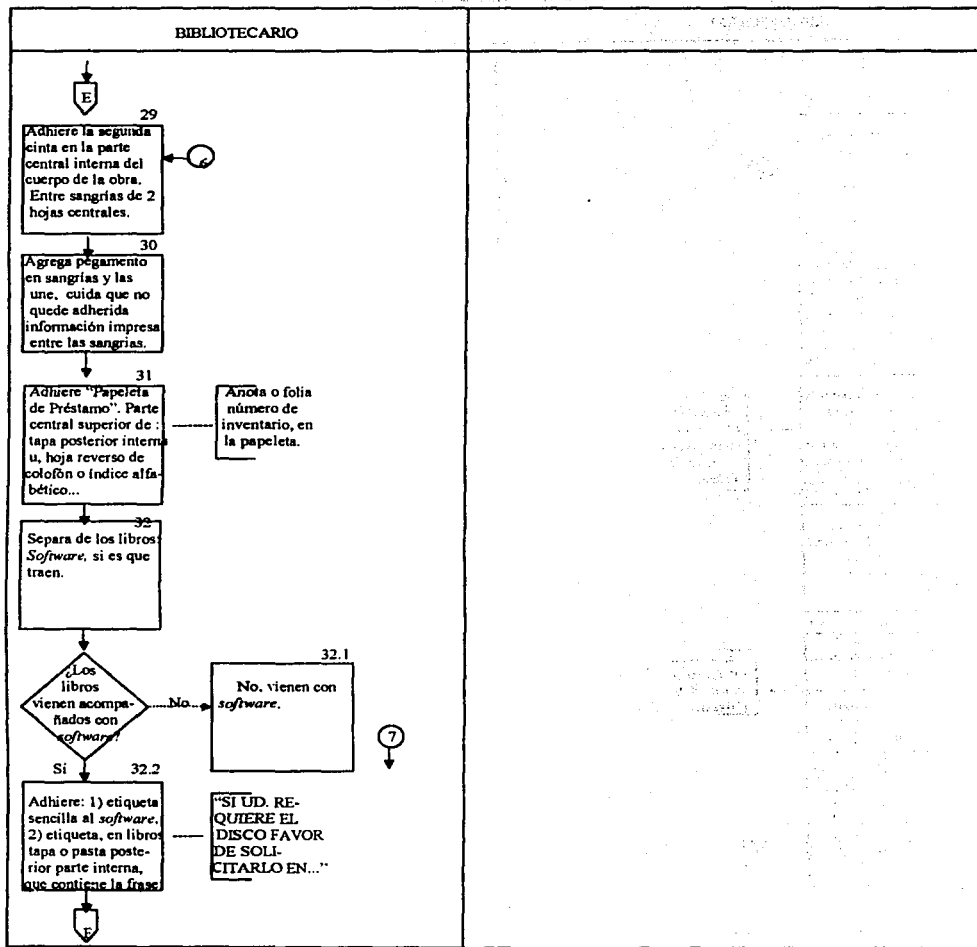 BIBLIOTECARIO
E
29
Adhiere la segunda
cinta en la parte
central interna del
cuerpo de la obra.
Entre sangrías de 2
hojas centrales.
6
30
Agrega pegamento
en sangrías y las
une, cuida que no
quede adherida
información impresa
entre las sangrías.
31
Adhiere "Papeleta
de Préstamo". Parte
central superior de :
tapa posterior interna
u, hoja reverso de
colofón o índice alfa-
bético...
Anota o folia
número de
inventario, en
la papeleta.
32
Separa de los libros
Software, si es que
traen.
¿Los
libros
vienen acompa-
ñados con
software?
No
32.1
No, vienen con
software.
7
Si
32.2
Adhiere: 1) etiqueta
sencilla al software.
2) etiqueta, en libros
tapa o pasta poste-
rior parte interna,
que contiene la frase
"SI UD. RE-
QUIERE EL
DISCO FAVOR
DE SOLI-
CITARLO EN..."
F